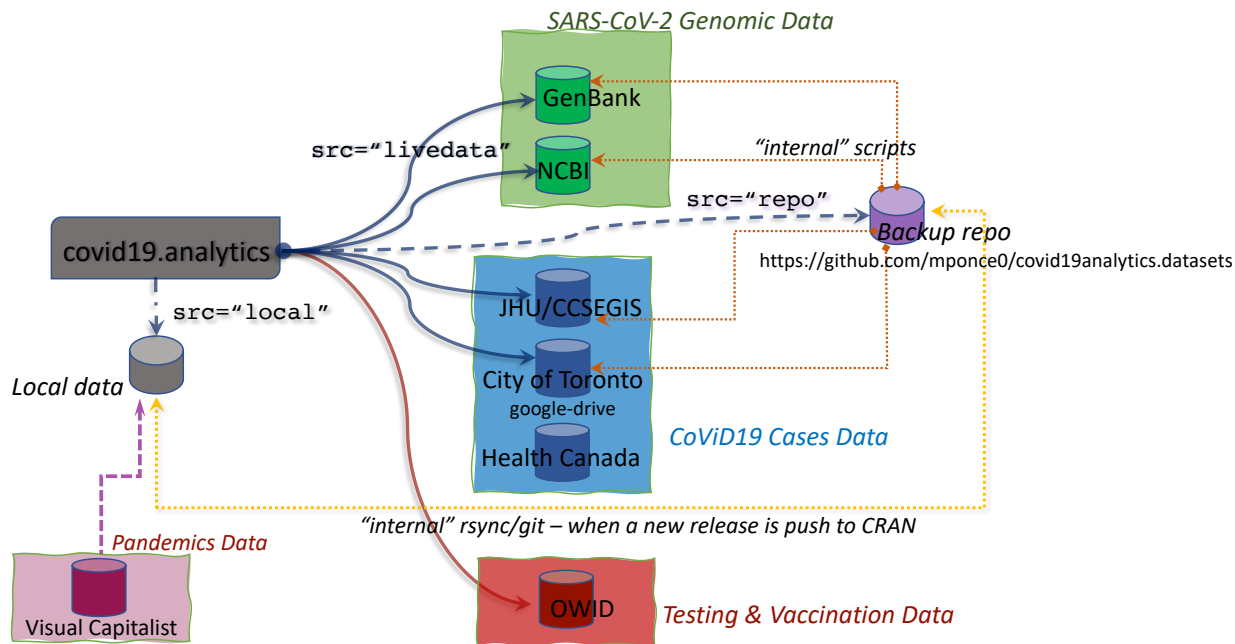 SARS-CoV-2 Genomic Data
GenBank
src=“livedata”
“internal” scripts
NCBI
src=“repo”
covid19.analytics
Backup repo
https://github.com/mponce0/covid19analytics.datasets
JHU/CCSEGIS
src=“local”
City of Toronto
google-drive
Local data
CoViD19 Cases Data
Health Canada
“internal” rsync/git – when a new release is push to CRAN
Pandemics Data
Visual Capitalist
OWID
Testing & Vaccination Data